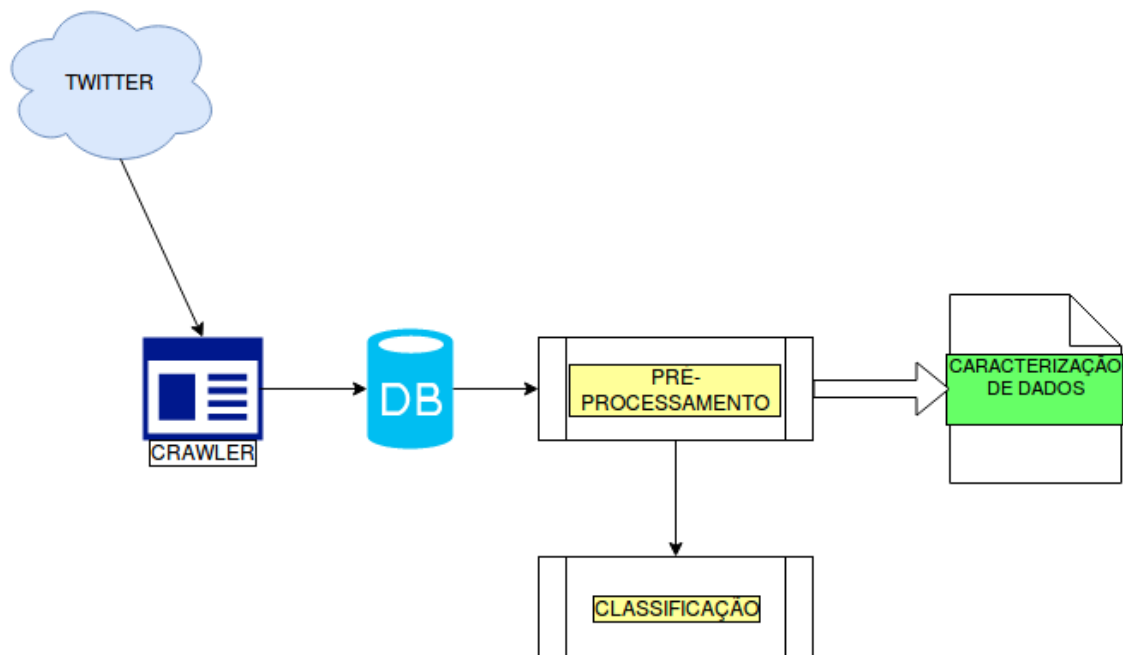 TWITTER
CRAWLER
DB
PRE-
PROCESSAMENTO
CARACTERIZAÇÃO
DE DADOS
CLASSIFICAÇÃO